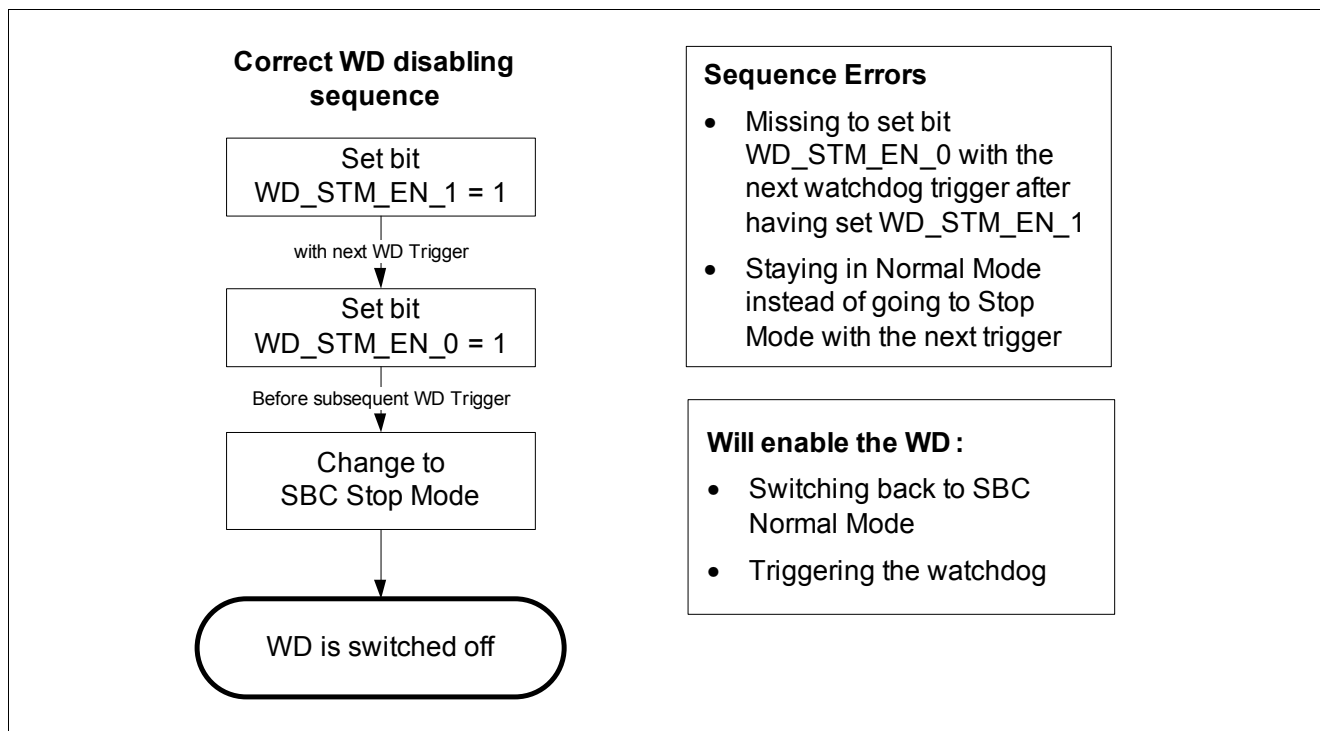 Correct WD disabling
sequence
Set bit
WD_STM_EN_1 = 1
with next WD Trigger
Set bit
WD_STM_EN_0 = 1
Before subsequent WD Trigger
Change to
SBC Stop Mode
WD is switched off
Sequence Errors
• Missing to set bit
WD_STM_EN_0 with the
next watchdog trigger after
having set WD_STM_EN_1
• Staying in Normal Mode
instead of going to Stop
Mode with the next trigger
Will enable the WD :
• Switching back to SBC
Normal Mode
• Triggering the watchdog